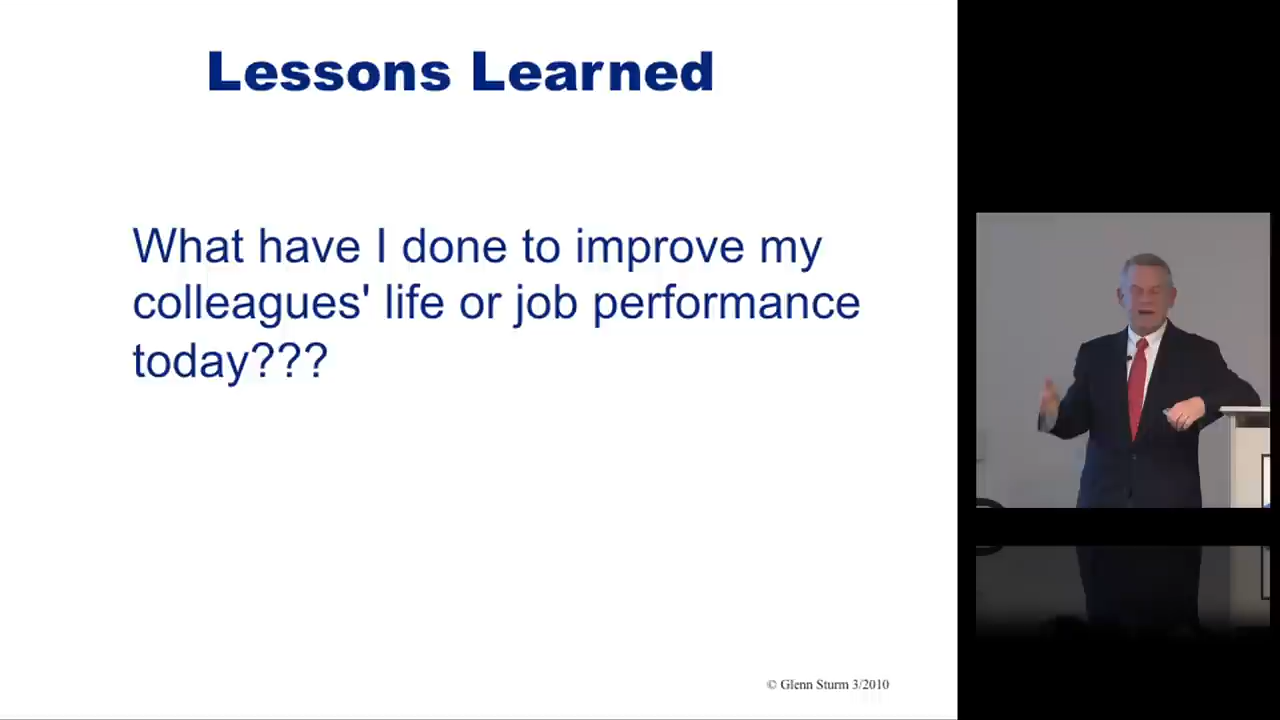 Lessons Learned
What have I done to improve my
colleagues' life or job performance
today???
© Glenn Sturm 3/2010